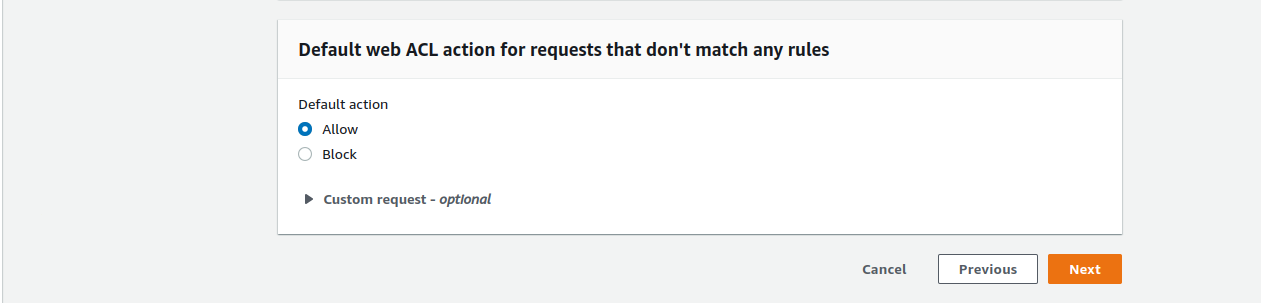 Default web ACL action for requests that don't match any rules
Default action
Allow
Block
Custom request - optional
Cancel
Previous
Next